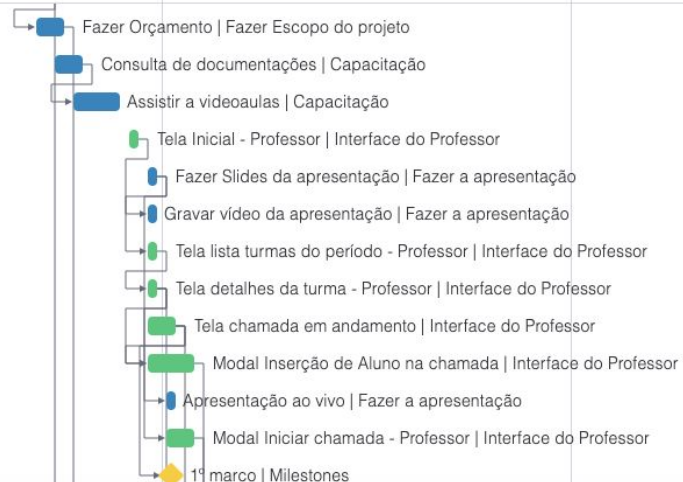 Fazer Orçamento | Fazer Escopo do projeto
Consulta de documentações | Capacitação
Assistir a videoaulas | Capacitação
Tela Inicial - Professor | Interface do Professor
Fazer Slides da apresentação | Fazer a apresentação
Gravar vídeo da apresentação | Fazer a apresentação
Tela lista turmas do período - Professor | Interface do Professor
Tela detalhes da turma - Professor | Interface do Professor
Tela chamada em andamento | Interface do Professor
Modal Inserção de Aluno na chamada | Interface do Professor
Apresentação ao vivo | Fazer a apresentação
Modal Iniciar chamada - Professor | Interface do Professor
1º marco | Milestones